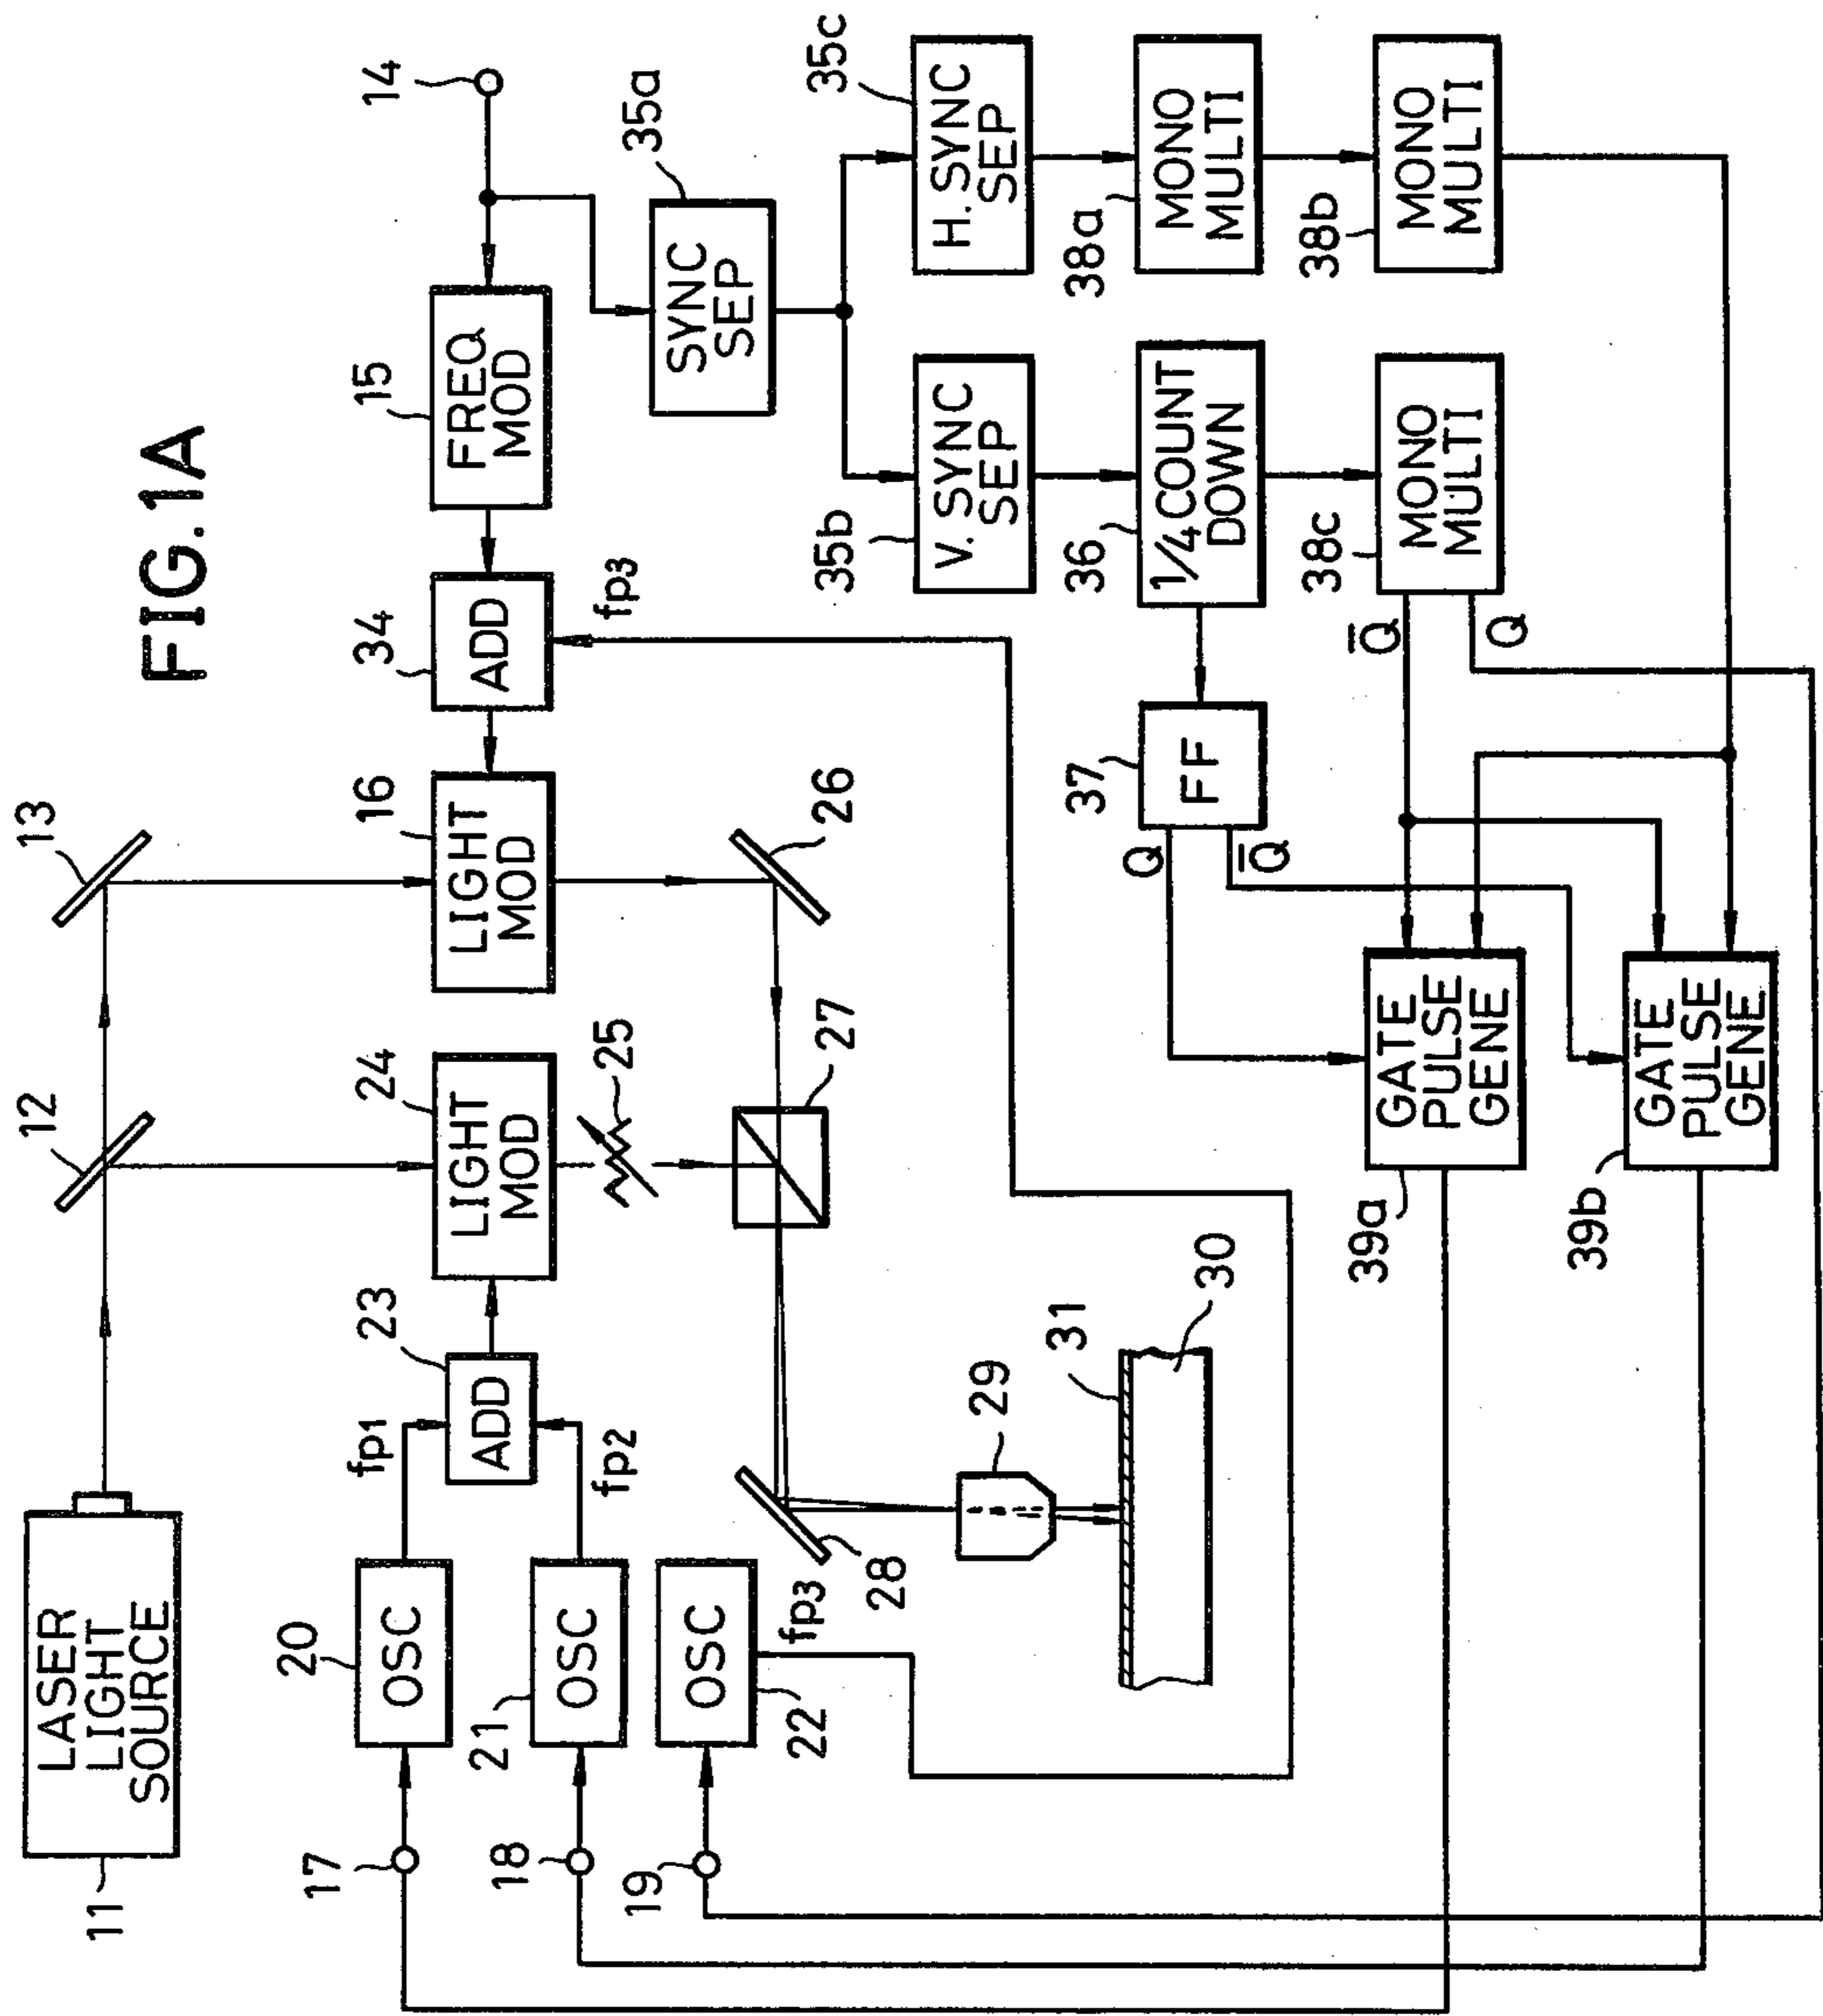 FIG.1A
LASER
LIGHT
SOURCE
11
12
13
14
15
FREQ
MOD
34
ADD
fp3
16
LIGHT
MOD
24
LIGHT
MOD
23
ADD
fp1
fp2
20
OSC
21
OSC
22
OSC
fp3
17
18
19
25
26
27
28
29
30
31
35a
SYNC
SEP
35b
V. SYNC
SEP
35c
H. SYNC
SEP
36
1/4 COUNT
DOWN
38a
MONO
MULTI
38b
MONO
MULTI
38c
MONO
MULTI
Q̅
Q
37
FF
Q
Q̅
39a
GATE
PULSE
GENE
39b
GATE
PULSE
GENE